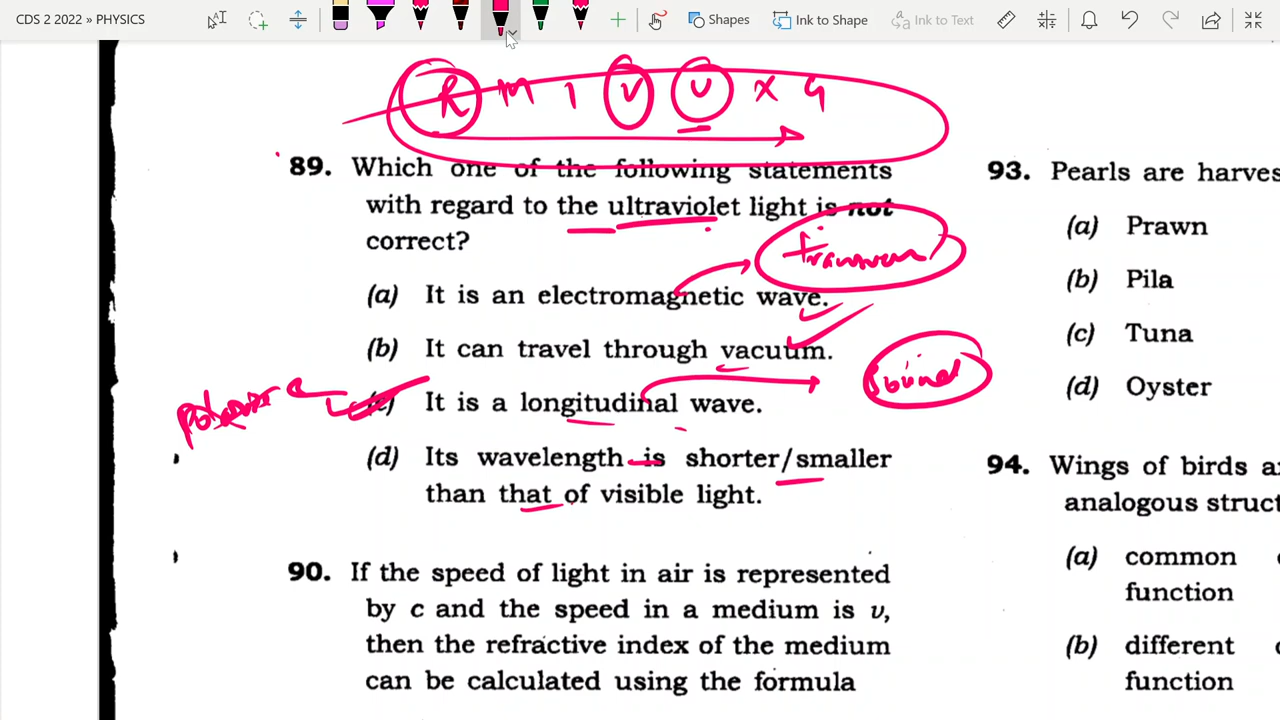 CDS 2 2022 » PHYSICS
Shapes
Ink to Shape
Ink to Text
R M I V U X G
89. Which one of the following statements
with regard to the ultraviolet light is not
correct?
(a) It is an electromagnetic wave.
(b) It can travel through vacuum.
(c) It is a longitudinal wave.
Sound
(d) Its wavelength is shorter/smaller
than that of visible light.
90. If the speed of light in air is represented
by c and the speed in a medium is v,
then the refractive index of the medium
can be calculated using the formula
93. Pearls are harves
(a) Prawn
(b) Pila
(c) Tuna
(d) Oyster
94. Wings of birds a
analogous struct
(a) common
function
(b) different
function